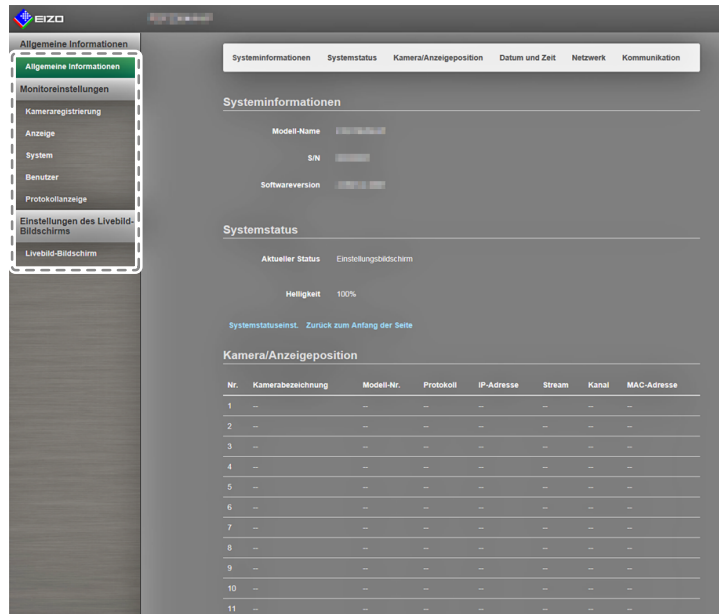 EIZO
Allgemeine Informationen
Allgemeine Informationen
Monitoreinstellungen
Kameraregistrierung
Anzeige
System
Benutzer
Protokollanzeige
Einstellungen des Livebild-
Bildschirms
Livebild-Bildschirm
Systeminformationen Systemstatus Kamera/Anzeigeposition Datum und Zeit Netzwerk Kommunikation
Systeminformationen
Modell-Name
S/N
Softwareversion
Systemstatus
Aktueller Status Einstellungsbildschirm
Helligkeit 100%
Systemstatuseinst. Zurück zum Anfang der Seite
Kamera/Anzeigeposition
Nr. Kamerabezeichnung Modell-Nr. Protokoll IP-Adresse Stream Kanal MAC-Adresse
1 -- -- -- -- -- -- --
2 -- -- -- -- -- -- --
3 -- -- -- -- -- -- --
4 -- -- -- -- -- -- --
5 -- -- -- -- -- -- --
6 -- -- -- -- -- -- --
7 -- -- -- -- -- -- --
8 -- -- -- -- -- -- --
9 -- -- -- -- -- -- --
10 -- -- -- -- -- -- --
11 -- -- -- -- -- -- --